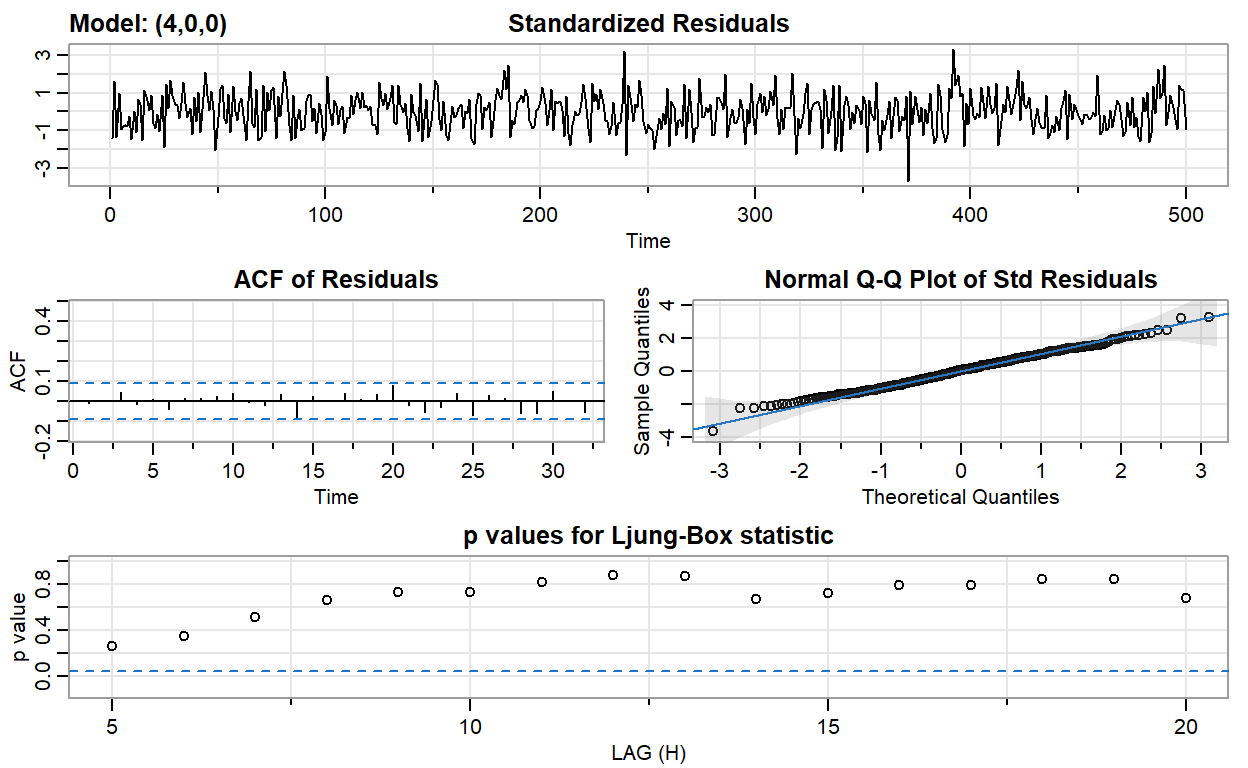 Model: (4,0,0) Standardized Residuals
3
1
-1
-3
0 100 200 300 400 500
Time
ACF of Residuals
ACF
0.4
0.1
-0.2
0 5 10 15 20 25 30
Time
Normal Q-Q Plot of Std Residuals
Sample Quantiles
4
2
0
-4
-3 -2 -1 0 1 2 3
Theoretical Quantiles
p values for Ljung-Box statistic
p value
0.8
0.4
0.0
5 10 15 20
LAG (H)